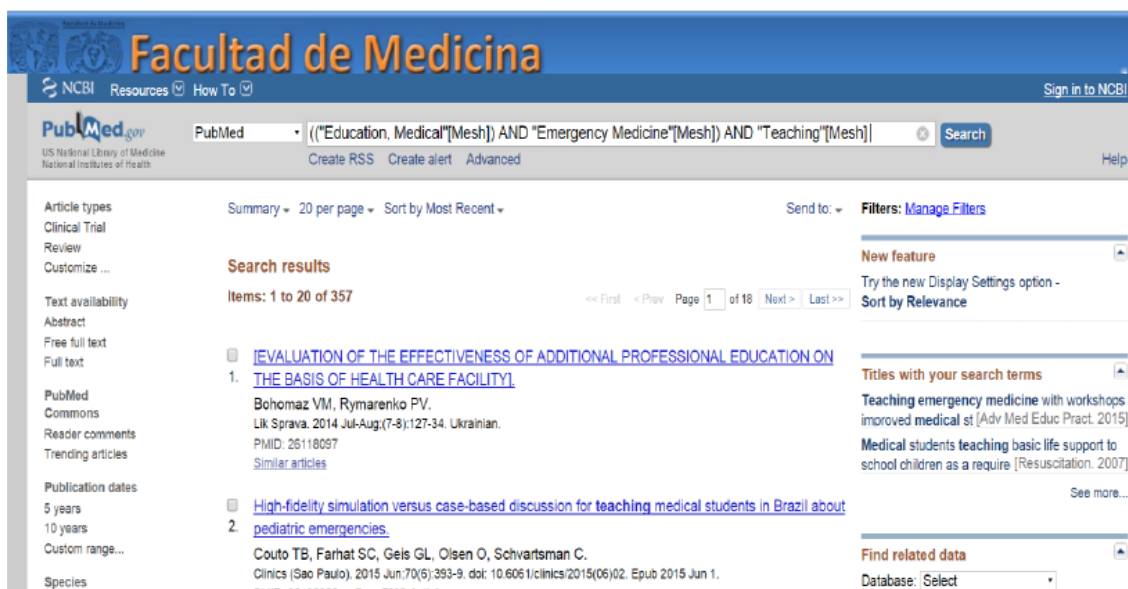 Facultad de Medicina
Facultad de Medicina
NCBI Resources How To Sign in to NCBI
PubMed.gov
US National Library of Medicine
National Institutes of Health
PubMed
(("Education, Medical"[Mesh]) AND "Emergency Medicine"[Mesh]) AND "Teaching"[Mesh]
Search
Create RSS Create alert Advanced
Help
Article types
Clinical Trial
Review
Customize ...
Text availability
Abstract
Free full text
Full text
PubMed
Commons
Reader comments
Trending articles
Publication dates
5 years
10 years
Custom range...
Species
Summary 20 per page Sort by Most Recent
Send to:
Search results
Items: 1 to 20 of 357
<< First < Prev Page 1 of 18 Next > Last >>
[EVALUATION OF THE EFFECTIVENESS OF ADDITIONAL PROFESSIONAL EDUCATION ON
1. THE BASIS OF HEALTH CARE FACILITY].
Bohomaz VM, Rymarenko PV.
Lik Sprava. 2014 Jul-Aug;(7-8):127-34. Ukrainian.
PMID: 26118097
Similar articles
High-fidelity simulation versus case-based discussion for teaching medical students in Brazil about
2. pediatric emergencies.
Couto TB, Farhat SC, Geis GL, Olsen O, Schvartsman C.
Clinics (Sao Paulo). 2015 Jun;70(6):393-9. doi: 10.6061/clinics/2015(06)02. Epub 2015 Jun 1.
Filters: Manage Filters
New feature
Try the new Display Settings option -
Sort by Relevance
Titles with your search terms
Teaching emergency medicine with workshops
improved medical st [Adv Med Educ Pract. 2015]
Medical students teaching basic life support to
school children as a require [Resuscitation. 2007]
See more...
Find related data
Database: Select